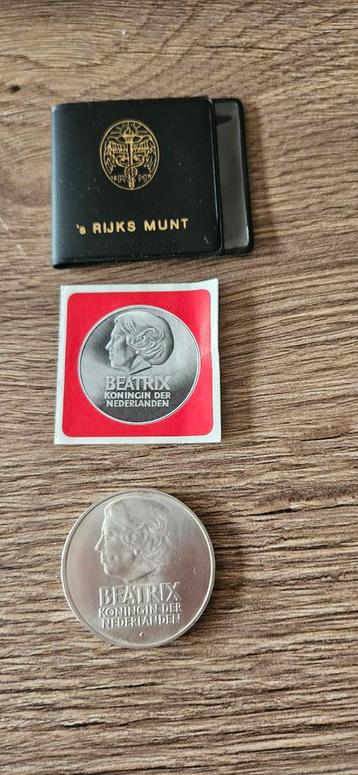 's RIJKS MUNT
BEATRIX
KONINGIN DER
NEDERLANDEN
BEATRIX
KONINGIN DER
NEDERLANDEN